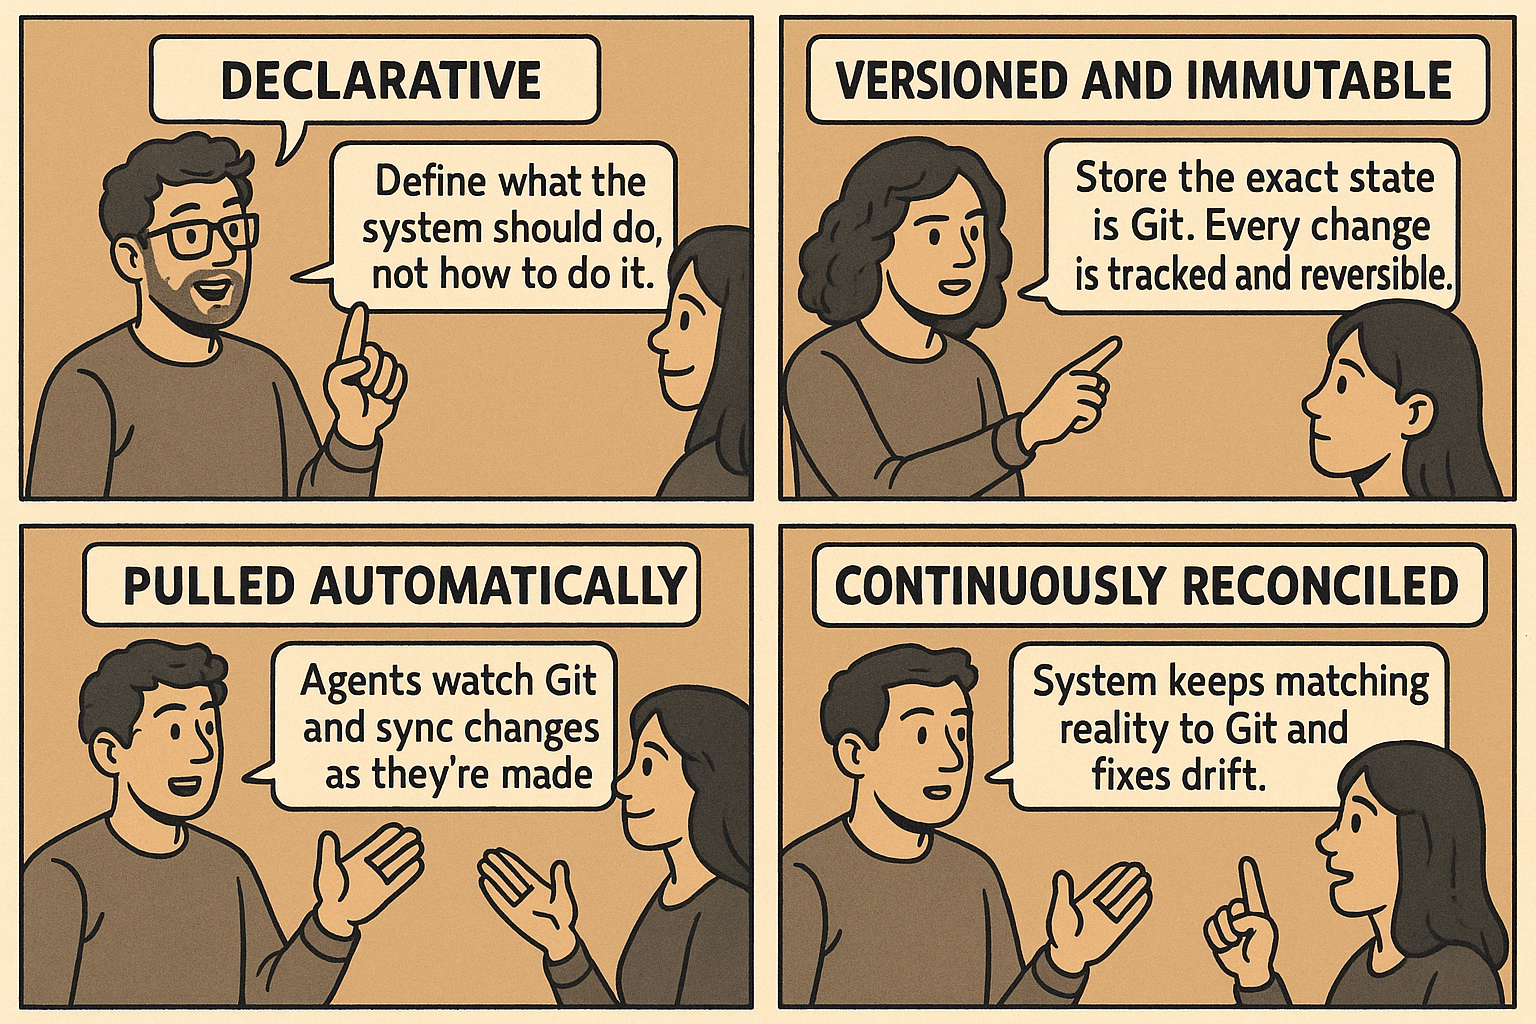 DECLARATIVE
Define what the
system should do,
not how to do it.
VERSIONED AND IMMUTABLE
Store the exact state
is Git. Every change
is tracked and reversible.
PULLED AUTOMATICALLY
Agents watch Git
and sync changes
as they're made
CONTINUOUSLY RECONCILED
System keeps matching
reality to Git and
fixes drift.